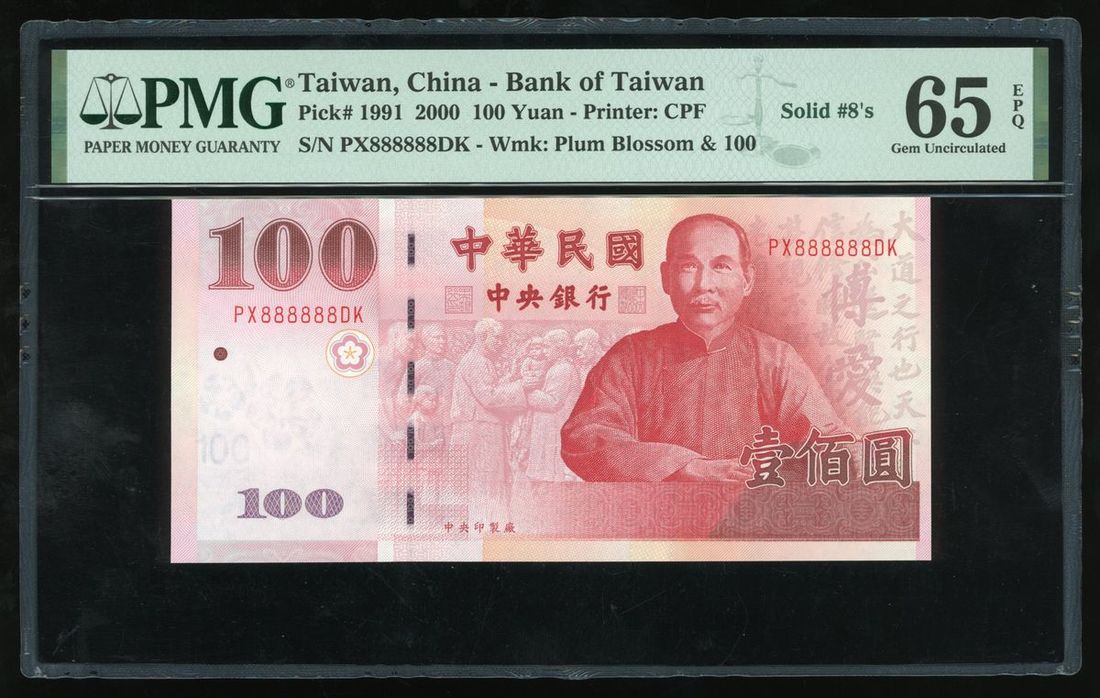 PMG®
PAPER MONEY GUARANTY
Taiwan, China - Bank of Taiwan
Pick# 1991 2000 100 Yuan - Printer: CPF
S/N PX888888DK - Wmk: Plum Blossom & 100
Solid #8's
65
EPQ
Gem Uncirculated
100
PX888888DK
中華民國
中央銀行
PX888888DK
大道之行也天
博愛
100
100
壹佰圓
中央印製廠